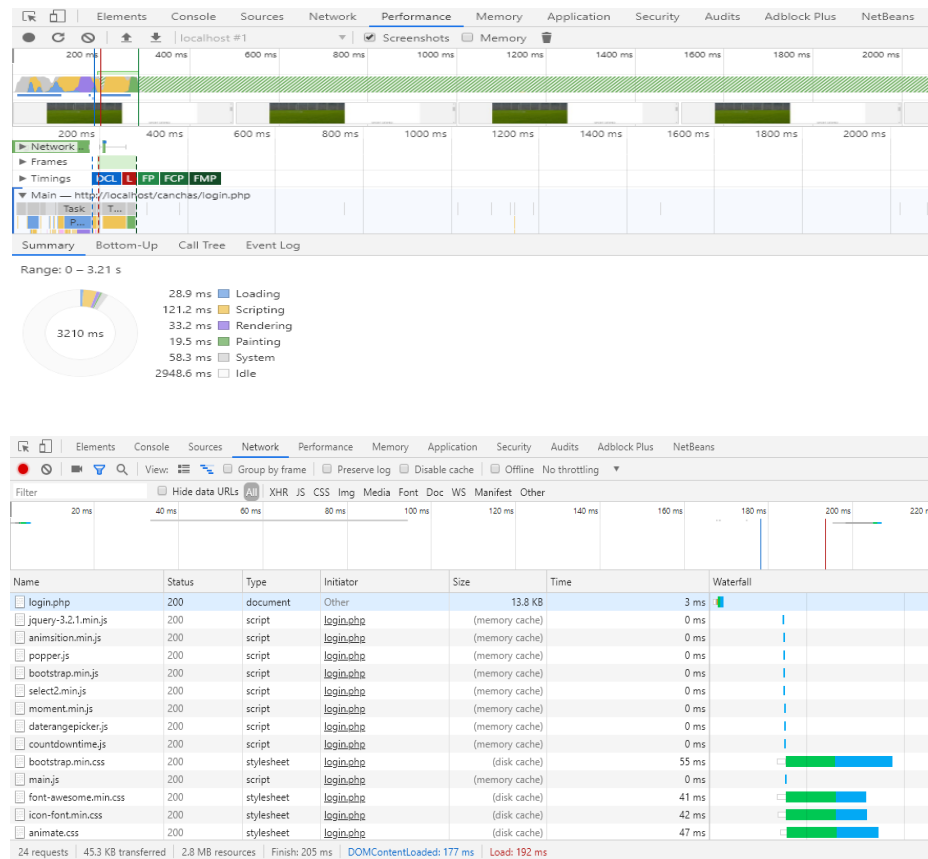 Elements Console Sources Network Performance Memory Application Security Audits Adblock Plus NetBeans
localhost #1 Screenshots Memory
200 ms 400 ms 600 ms 800 ms 1000 ms 1200 ms 1400 ms 1600 ms 1800 ms 2000 ms
200 ms 400 ms 600 ms 800 ms 1000 ms 1200 ms 1400 ms 1600 ms 1800 ms 2000 ms
Network
Frames
Timings DCL L FP FCP FMP
Main — http://localhost/canchas/login.php
Task T...
P...
Summary Bottom-Up Call Tree Event Log
Range: 0 – 3.21 s
28.9 ms Loading
121.2 ms Scripting
33.2 ms Rendering
3210 ms
19.5 ms Painting
58.3 ms System
2948.6 ms Idle
Elements Console Sources Network Performance Memory Application Security Audits Adblock Plus NetBeans
View: Group by frame Preserve log Disable cache Offline No throttling
Filter Hide data URLs All XHR JS CSS Img Media Font Doc WS Manifest Other
20 ms 40 ms 60 ms 80 ms 100 ms 120 ms 140 ms 160 ms 180 ms 200 ms 220
Name Status Type Initiator Size Time Waterfall
login.php 200 document Other 13.8 KB 3 ms
jquery-3.2.1.min.js 200 script login.php (memory cache) 0 ms
animsition.min.js 200 script login.php (memory cache) 0 ms
popper.js 200 script login.php (memory cache) 0 ms
bootstrap.min.js 200 script login.php (memory cache) 0 ms
select2.min.js 200 script login.php (memory cache) 0 ms
moment.min.js 200 script login.php (memory cache) 0 ms
daterangepicker.js 200 script login.php (memory cache) 0 ms
countdowntime.js 200 script login.php (memory cache) 0 ms
bootstrap.min.css 200 stylesheet login.php (disk cache) 55 ms
main.js 200 script login.php (memory cache) 0 ms
font-awesome.min.css 200 stylesheet login.php (disk cache) 41 ms
icon-font.min.css 200 stylesheet login.php (disk cache) 42 ms
animate.css 200 stylesheet login.php (disk cache) 47 ms
24 requests 45.3 KB transferred 2.8 MB resources Finish: 205 ms DOMContentLoaded: 177 ms Load: 192 ms